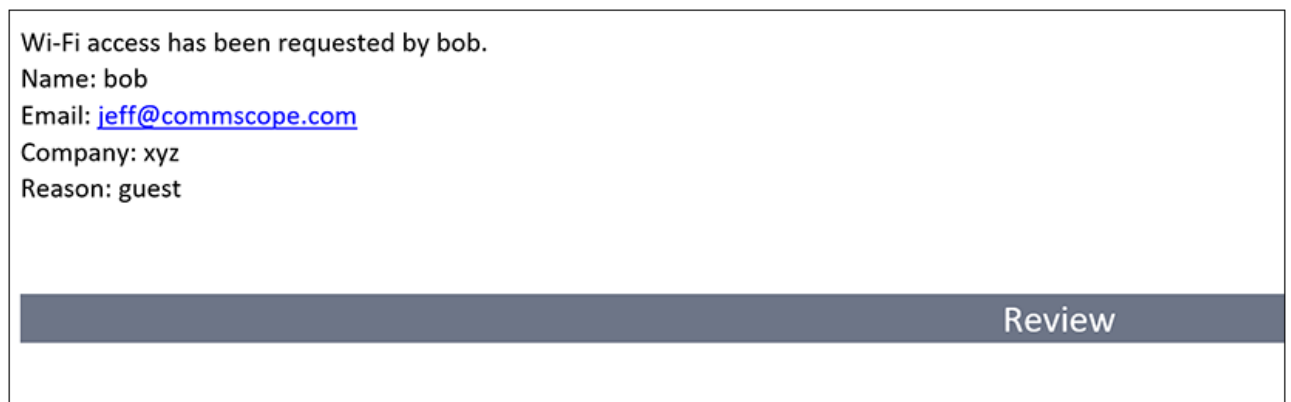 Wi-Fi access has been requested by bob.
Name: bob
Email: jeff@commscope.com
Company: xyz
Reason: guest
Review